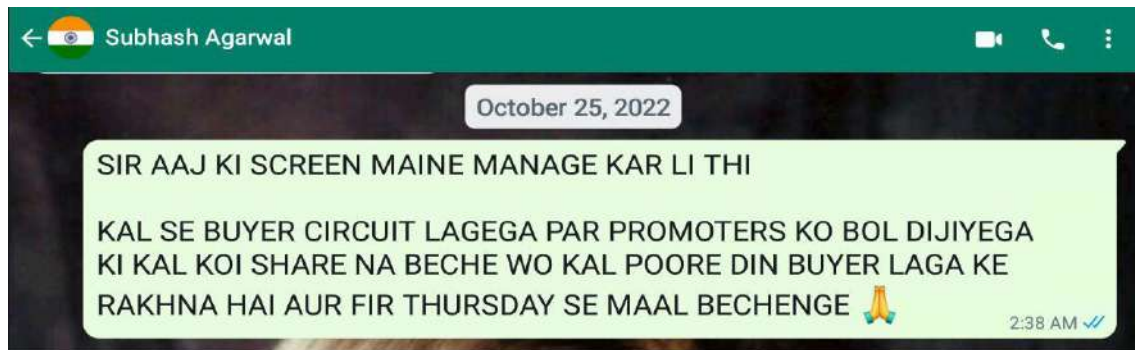 Subhash Agarwal
October 25, 2022
SIR AAJ KI SCREEN MAINE MANAGE KAR LI THI
KAL SE BUYER CIRCUIT LAGEGA PAR PROMOTERS KO BOL DIJIYEGA
KI KAL KOI SHARE NA BECHE WO KAL POORE DIN BUYER LAGA KE
RAKHNA HAI AUR FIR THURSDAY SE MAAL BECHENGE 🙏
2:38 AM